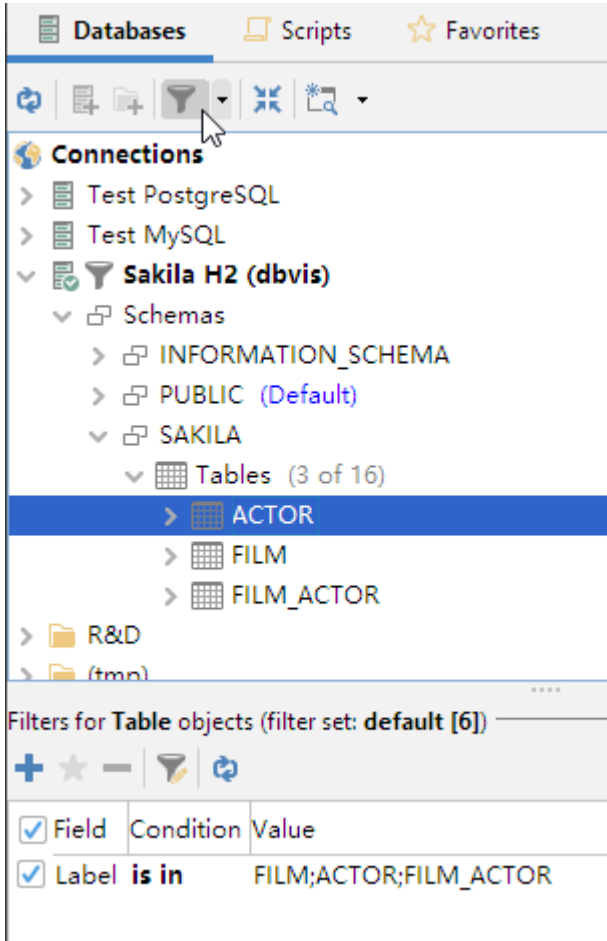 Databases Scripts Favorites
Connections
Test PostgreSQL
Test MySQL
Sakila H2 (dbvis)
Schemas
INFORMATION_SCHEMA
PUBLIC (Default)
SAKILA
Tables (3 of 16)
ACTOR
FILM
FILM_ACTOR
R&D
(tmp)
Filters for Table objects (filter set: default [6])
Field Condition Value
Label is in FILM;ACTOR;FILM_ACTOR